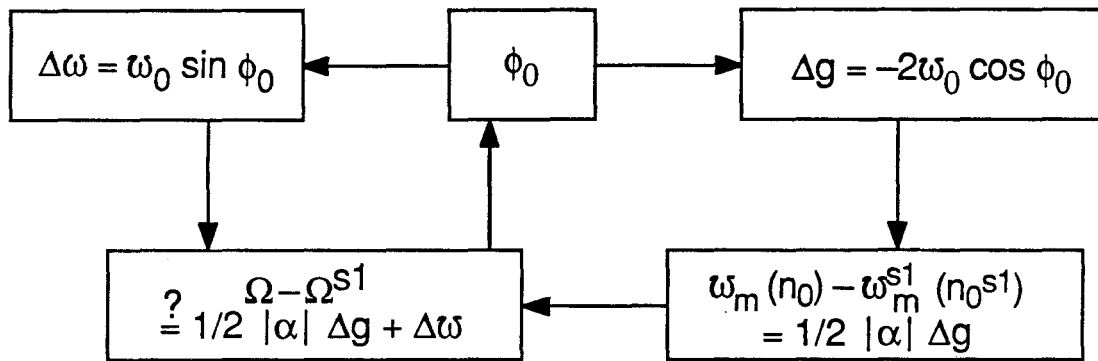 Δω = ω₀ sin ϕ₀
ϕ₀
Δg = −2ω₀ cos ϕ₀
Ω−Ωˢ¹
≟ 1/2 |α| Δg + Δω
ωₘ (n₀) − ωₘˢ¹ (n₀ˢ¹)
= 1/2 |α| Δg